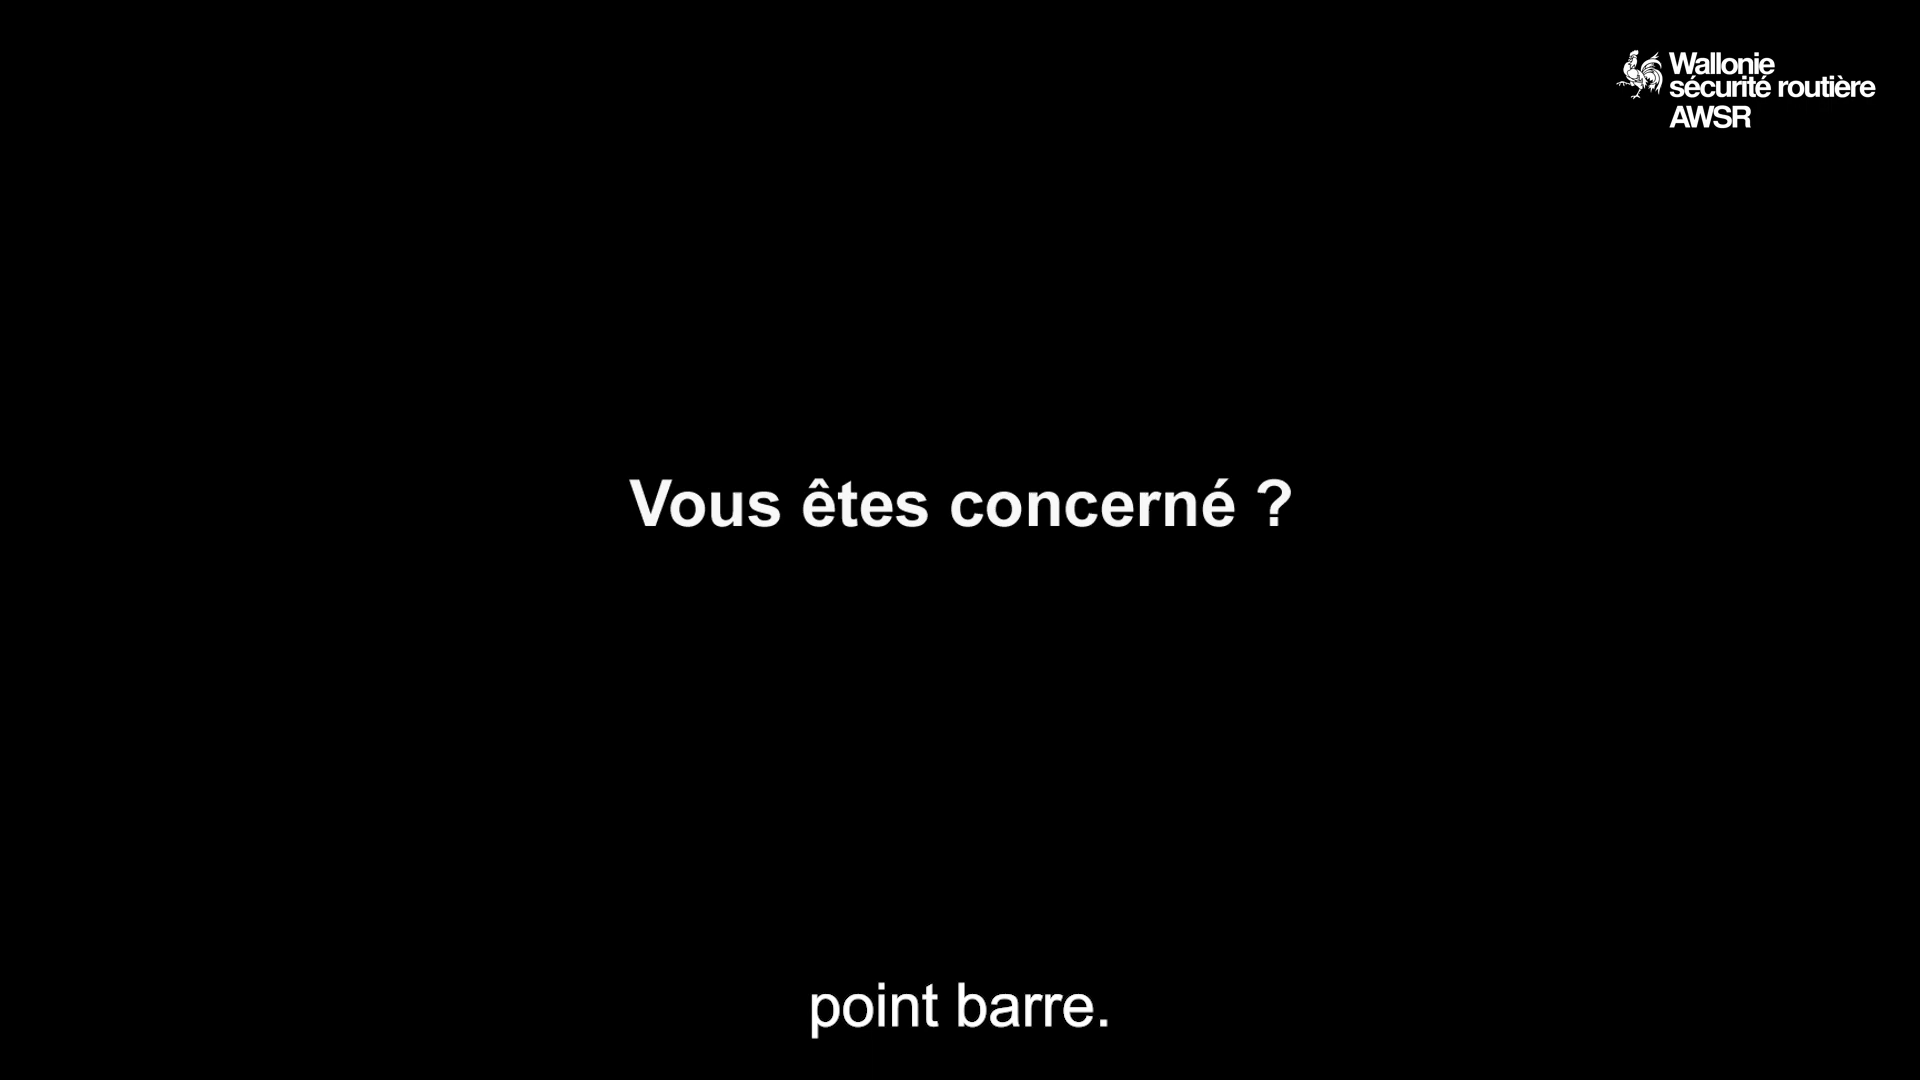 Wallonie
sécurité routière
AWSR
Vous êtes concerné ?
point barre.